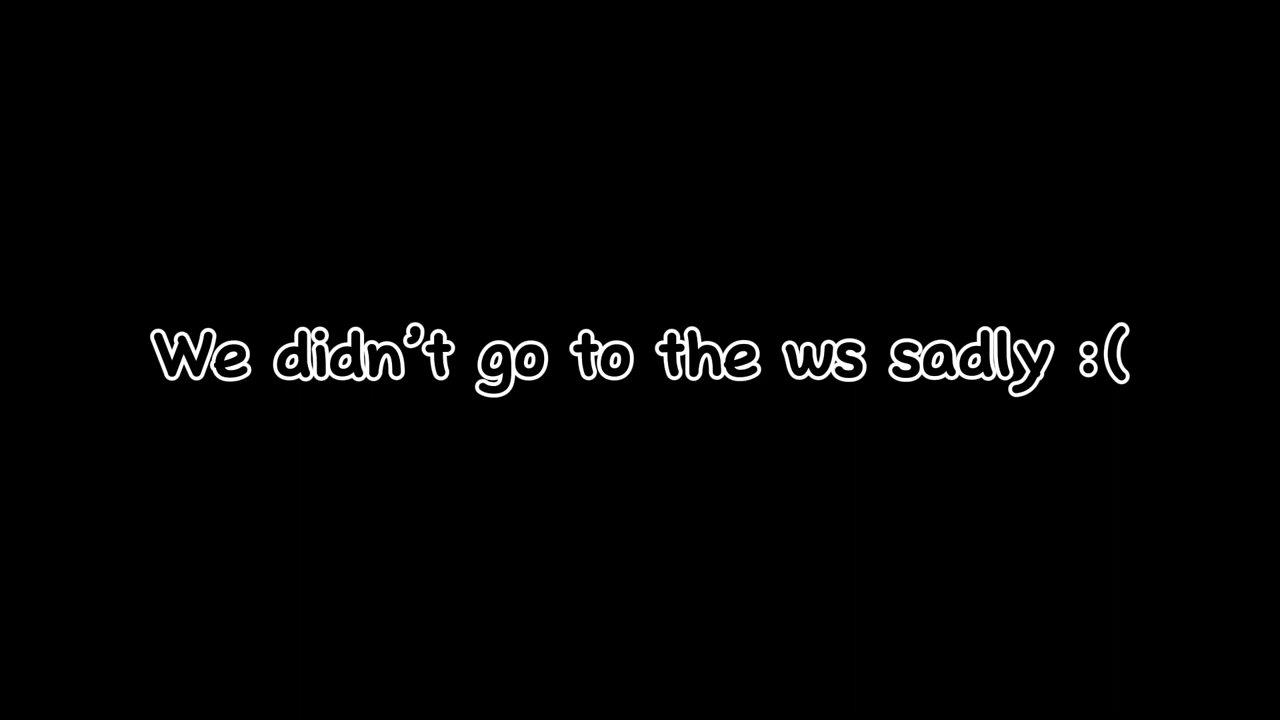 We didn’t go to the ws sadly :(